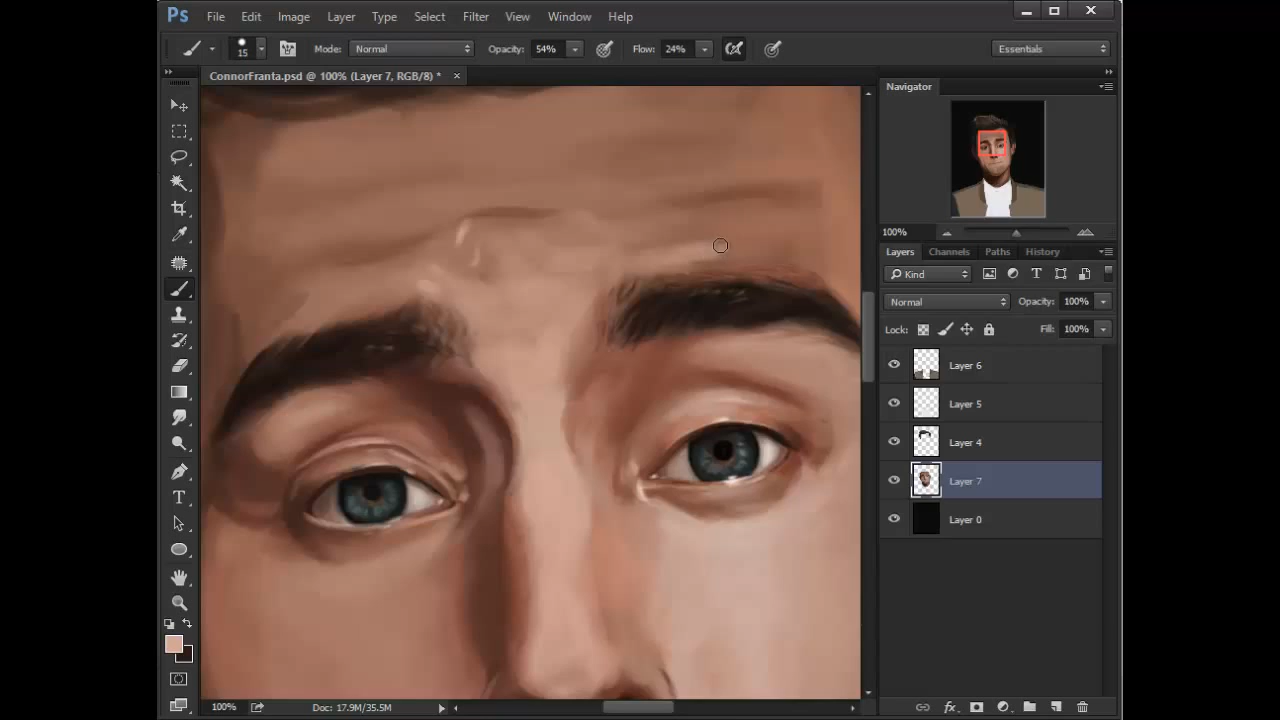 Ps File Edit Image Layer Type Select Filter View Window Help
15 Mode: Normal Opacity: 54% Flow: 24% Essentials
ConnorFranta.psd @ 100% (Layer 7, RGB/8) *
Navigator
100%
Layers Channels Paths History
Kind
Normal Opacity: 100%
Lock: Fill: 100%
Layer 6
Layer 5
Layer 4
Layer 7
Layer 0
T
100% Doc: 17.9M/35.5M
fx